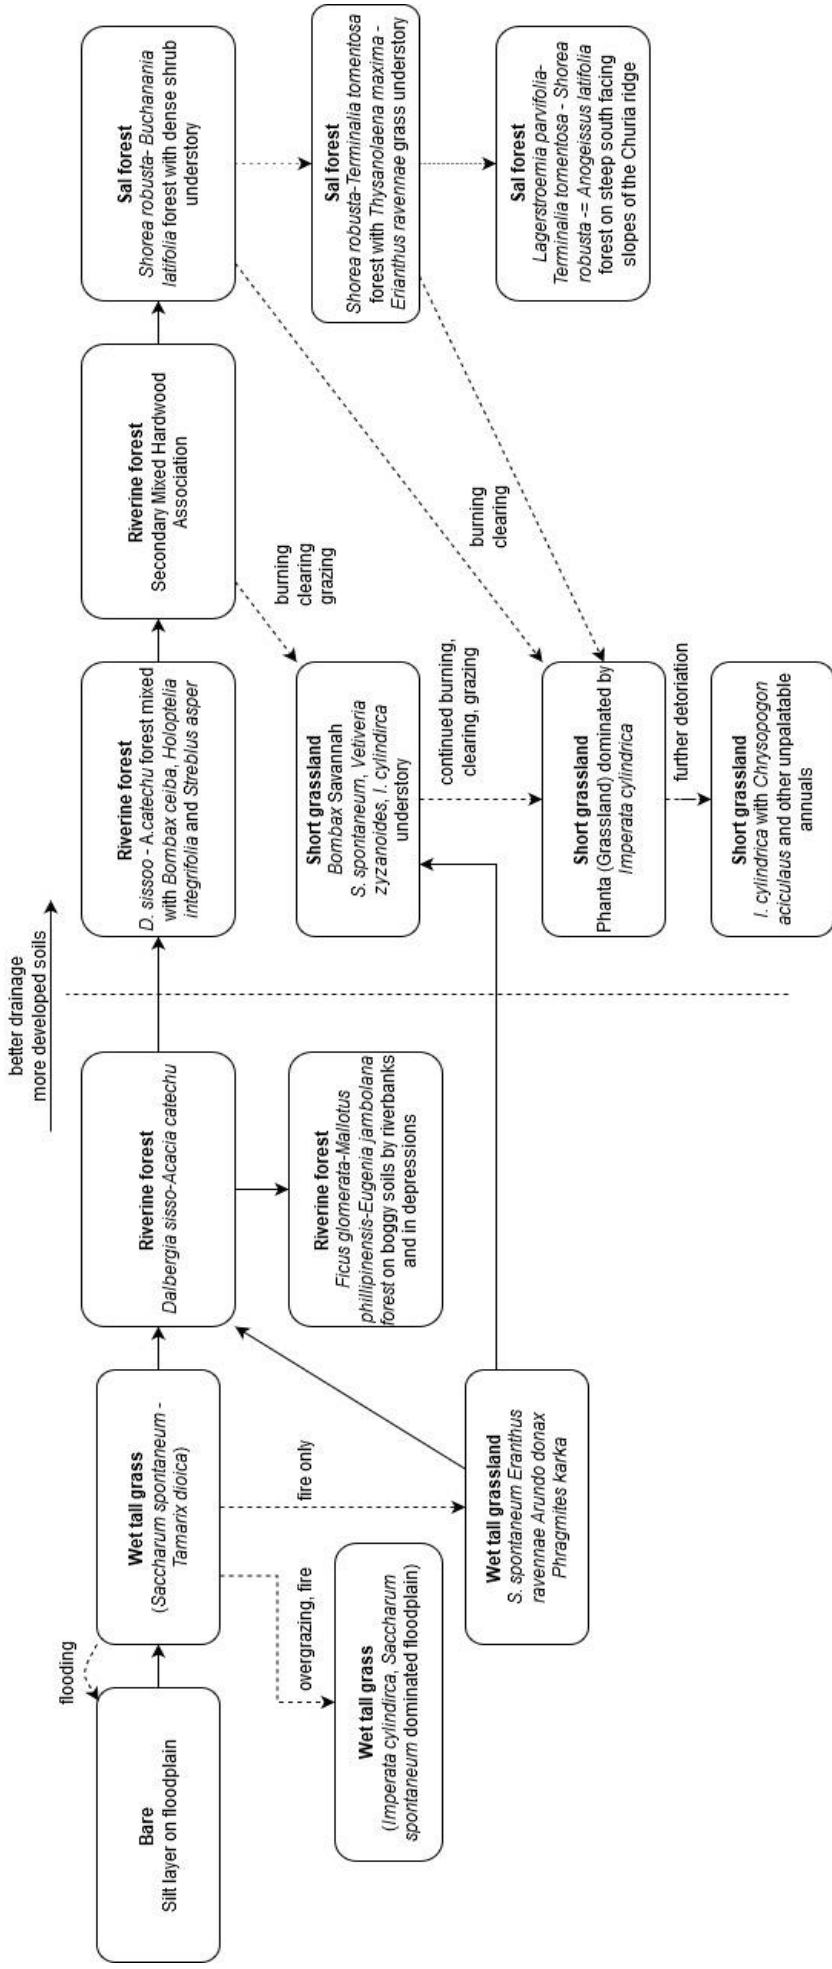 better drainage
more developed soils
flooding
Bare
Silt layer on floodplain
Wet tall grass
(Saccharum spontaneum -
Tamarix dioica)
Riverine forest
Dalbergia sisso-Acacia catechu
Riverine forest
D. sissoo - A.catechu forest mixed
with Bombax ceiba, Holoptelia
integrifolia and Streblus asper
Riverine forest
Secondary Mixed Hardwood
Association
Sal forest
Shorea robusta- Buchanania
latifolia forest with dense shrub
understory
overgrazing, fire
fire only
burning
clearing
grazing
Wet tall grass
(Imperata cylindirca, Saccharum
spontaneum dominated floodplain)
Riverine forest
Ficus glomerata-Mallotus
phillipinensis-Eugenia jambolana
forest on boggy soils by riverbanks
and in depressions
Short grassland
Bombax Savannah
S. spontaneum, Vetiveria
zyzanoides, I. cylindirca
understory
Sal forest
Shorea robusta-Terminalia tomentosa
forest with Thysanolaena maxima -
Erianthus ravennae grass understory
Wet tall grassland
S. spontaneum Eranthus
ravennae Arundo donax
Phragmites karka
continued burning,
clearing, grazing
burning
clearing
Sal forest
Lagerstroemia parvifolia-
Terminalia tomentosa - Shorea
robusta -= Anogeissus latifolia
forest on steep south facing
slopes of the Churia ridge
Short grassland
Phanta (Grassland) dominated by
Imperata cylindrica
further detoriation
Short grassland
I. cylindrica with Chrysopogon
aciculaus and other unpalatable
annuals